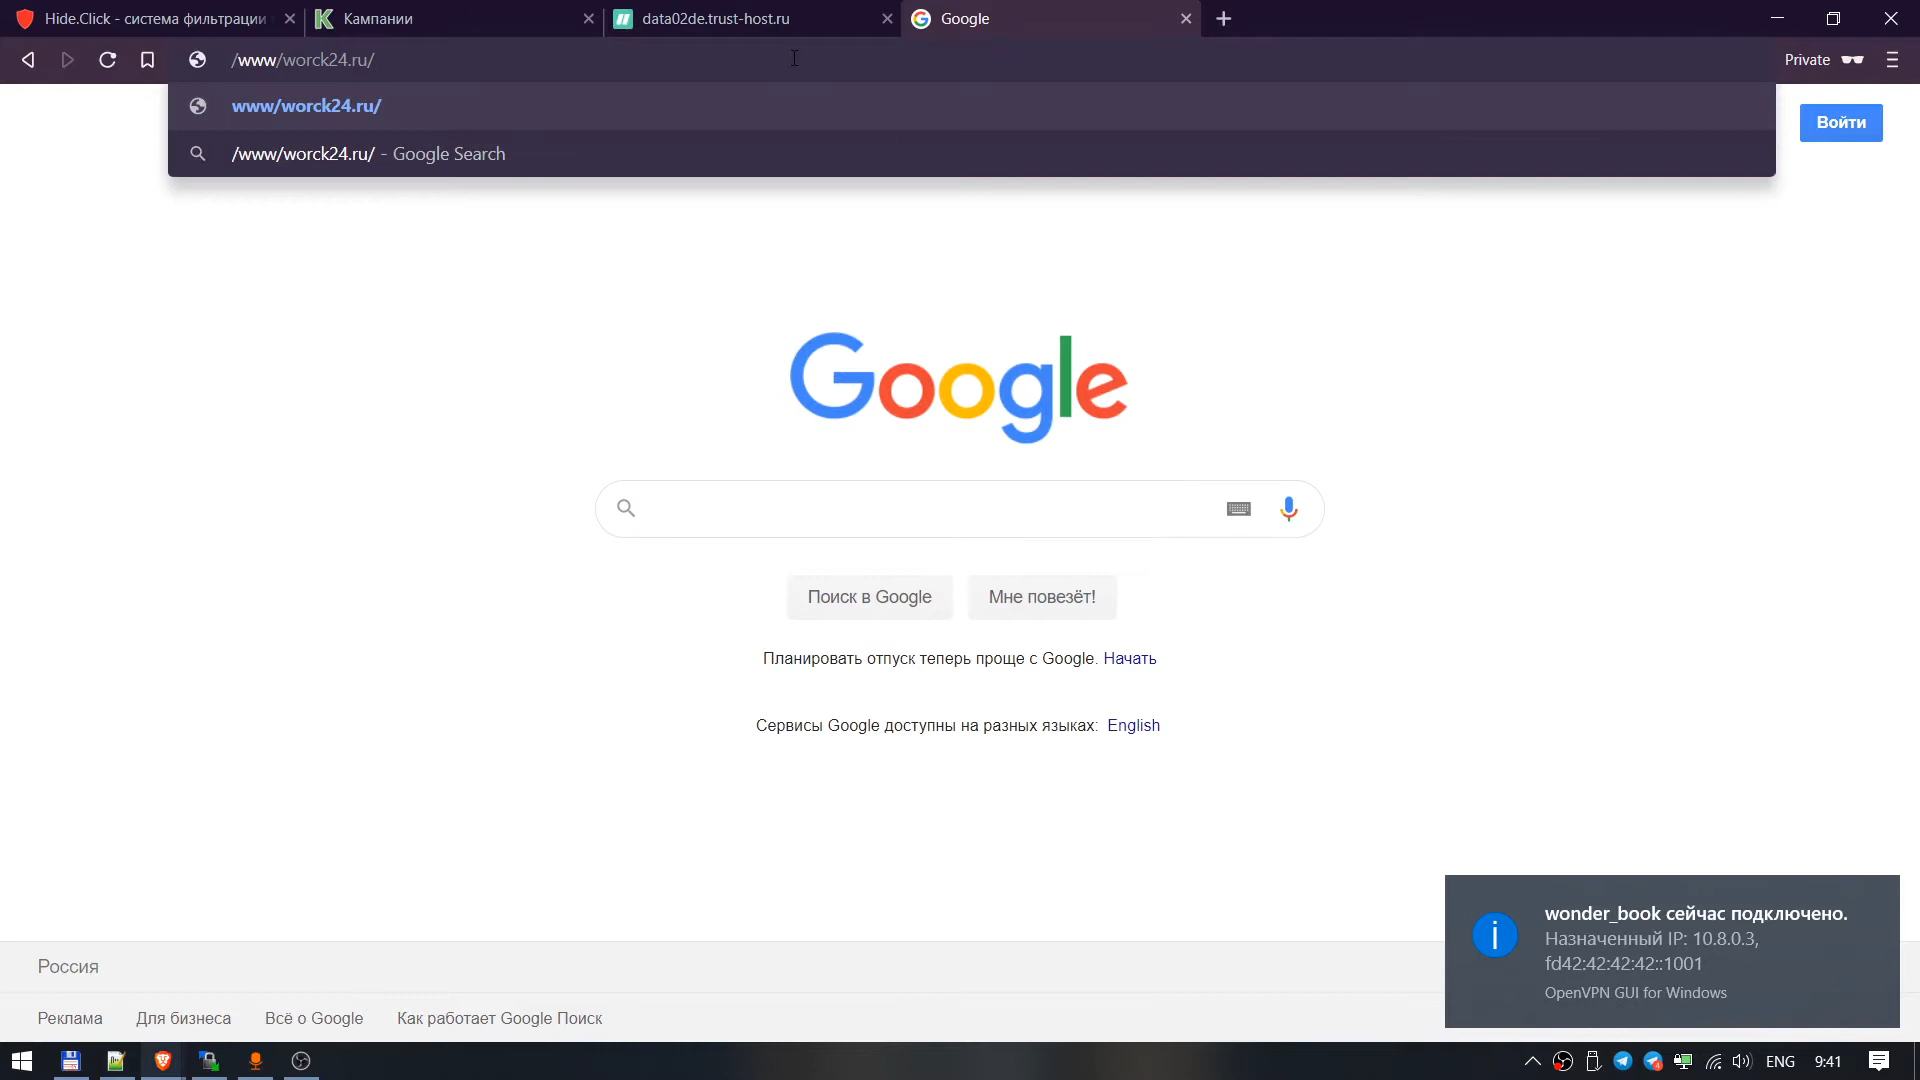 Hide.Click - система фильтрации
Кампании
data02de.trust-host.ru
Google
/www/worck24.ru/
Private
www/worck24.ru/
/www/worck24.ru/ - Google Search
Войти
Google
Поиск в Google
Мне повезёт!
Планировать отпуск теперь проще с Google. Начать
Сервисы Google доступны на разных языках: English
wonder_book сейчас подключено.
Назначенный IP: 10.8.0.3,
fd42:42:42:42::1001
OpenVPN GUI for Windows
Россия
Реклама
Для бизнеса
Всё о Google
Как работает Google Поиск
ENG
9:41